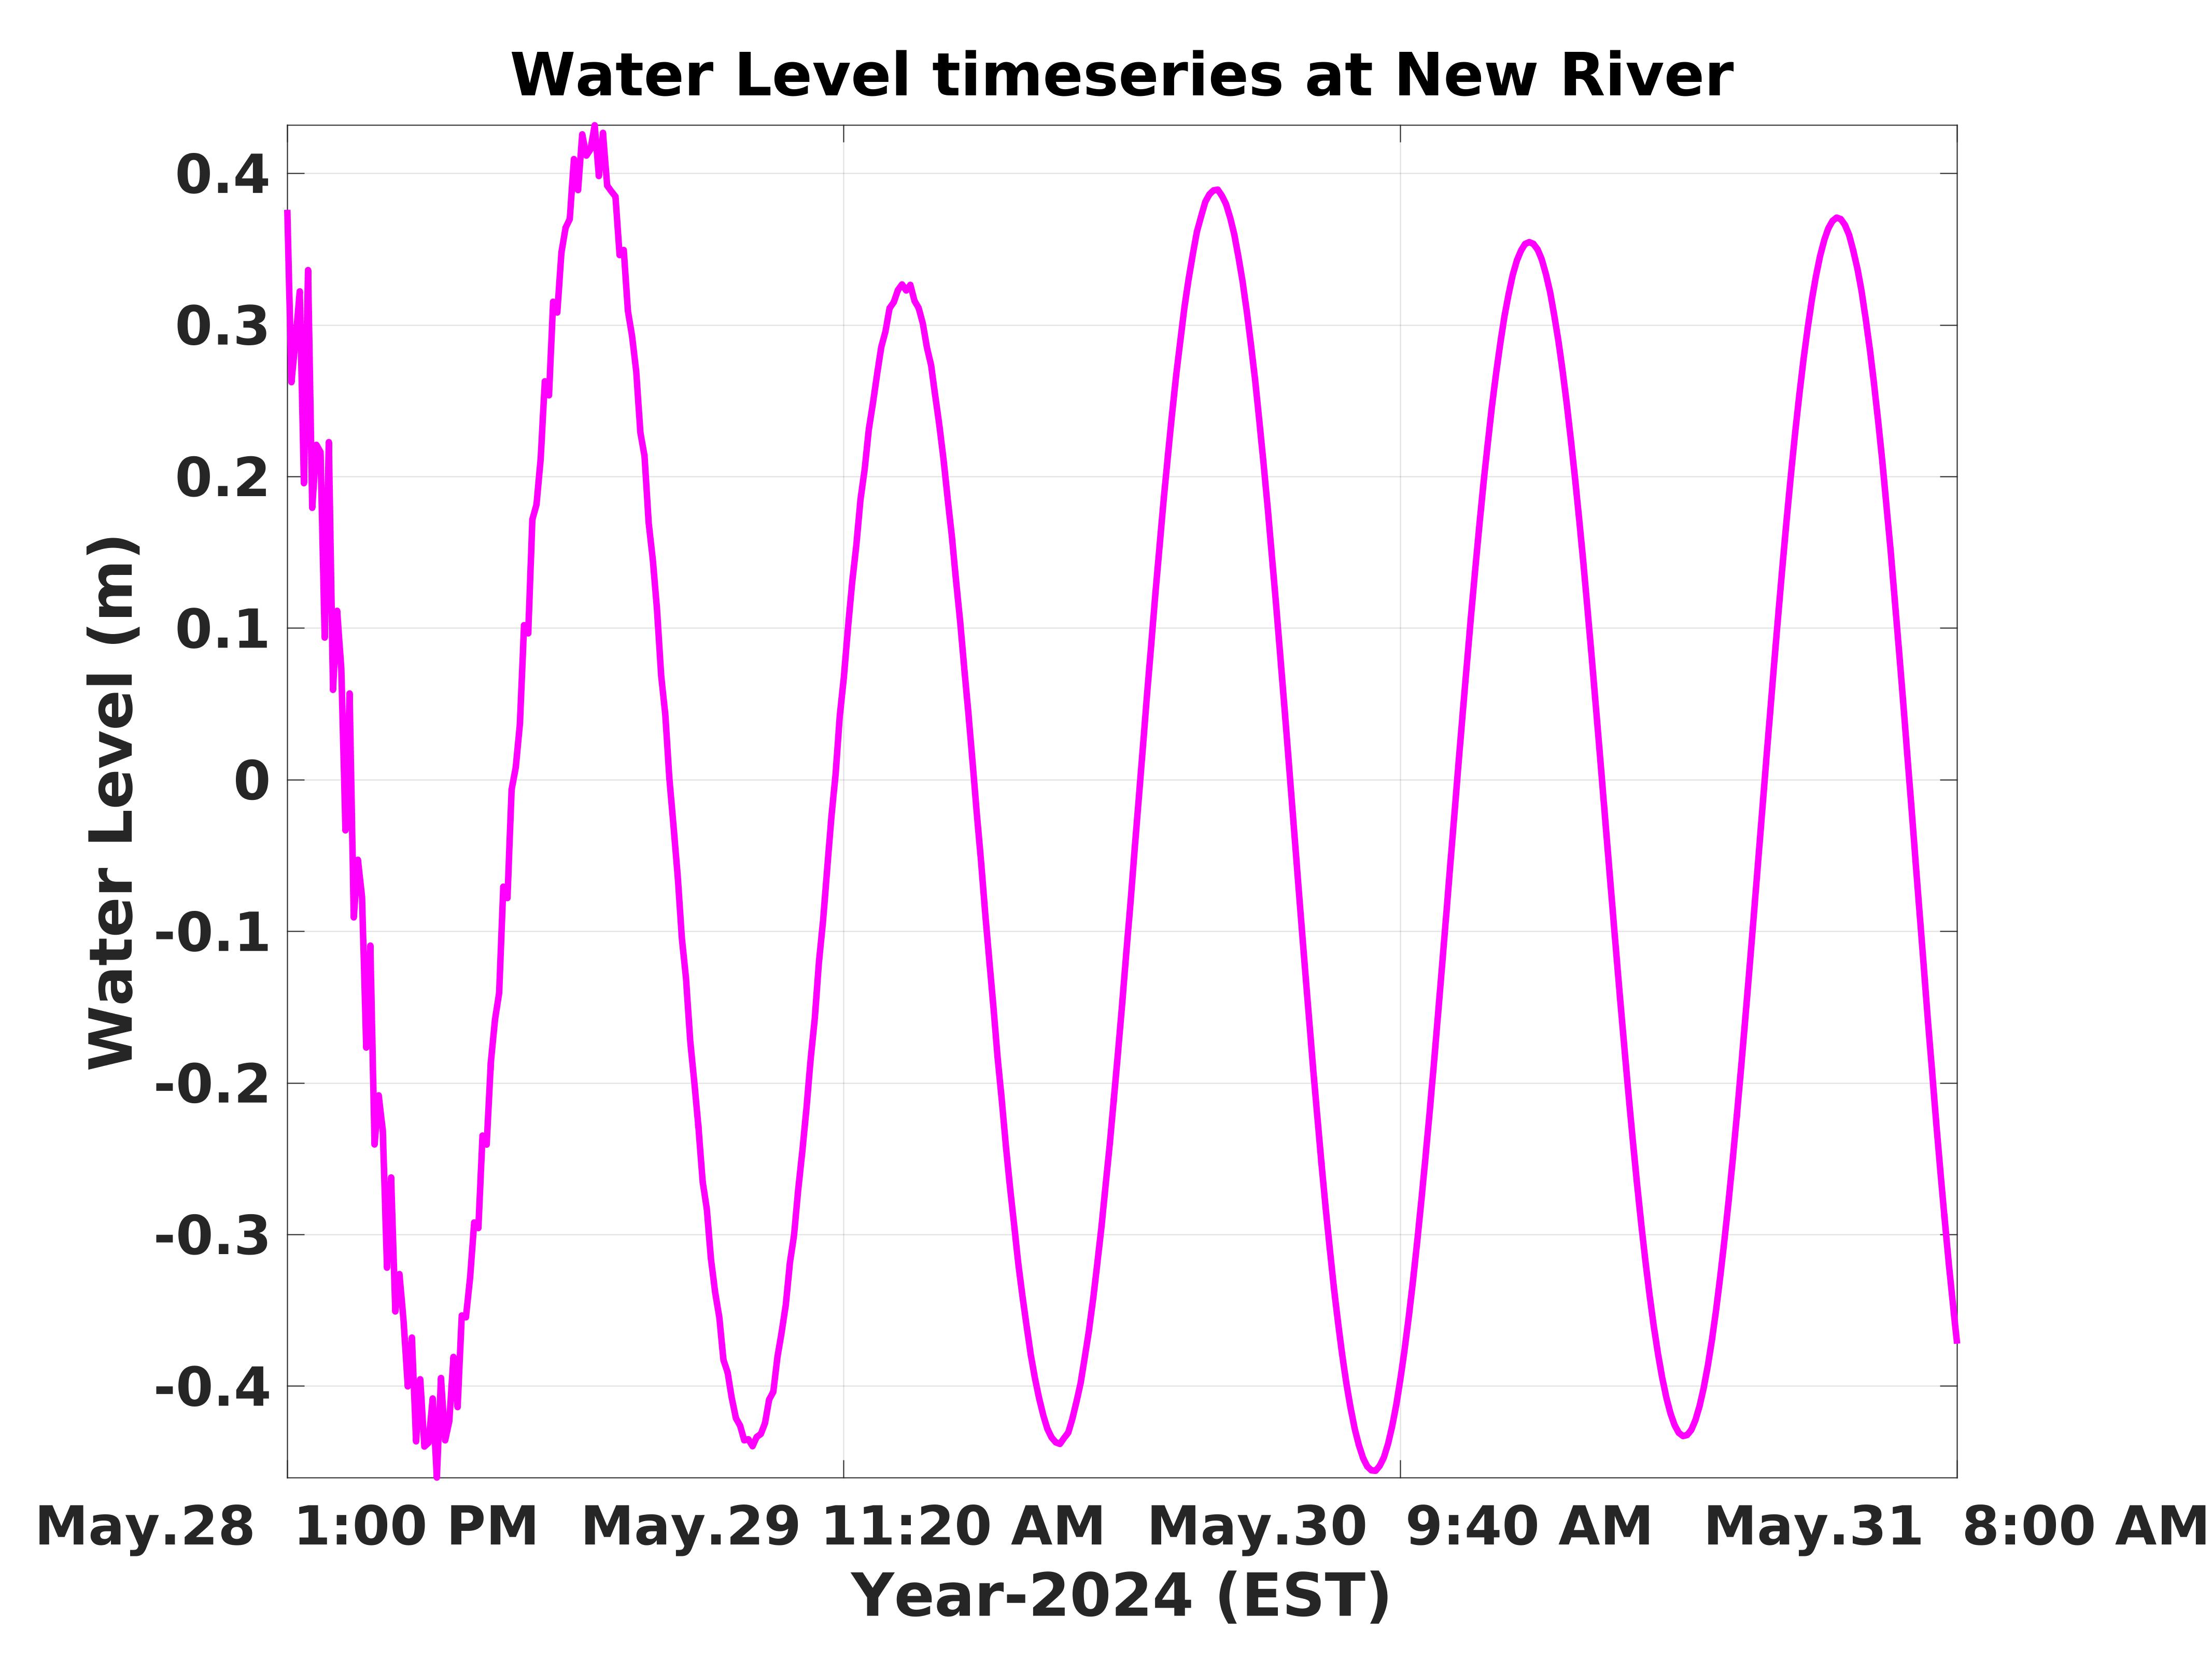 Water Level timeseries at New River
Water Level (m)
0.4
0.3
0.2
0.1
0
-0.1
-0.2
-0.3
-0.4
May.28 1:00 PM May.29 11:20 AM May.30 9:40 AM May.31 8:00 AM
Year-2024 (EST)